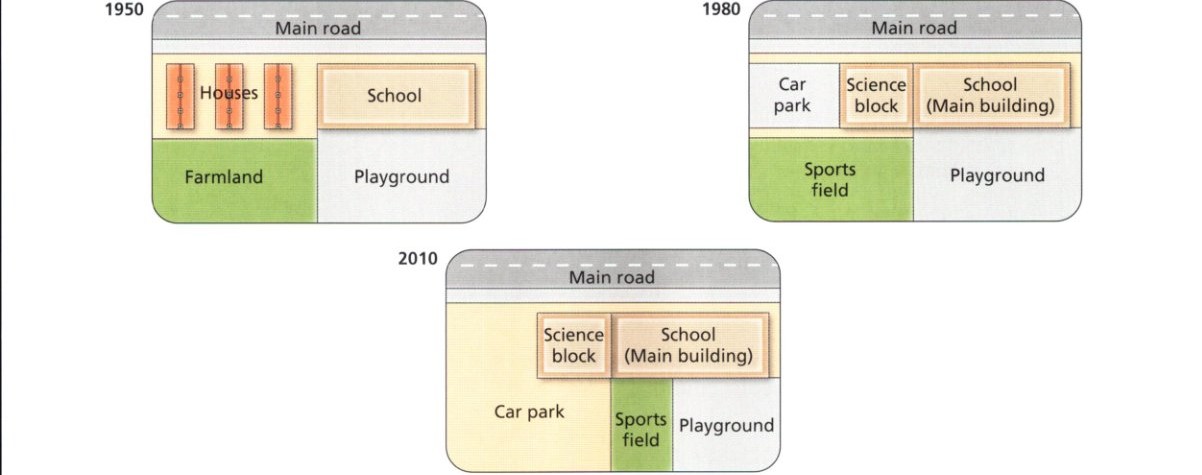 1950
Main road
Houses
School
Farmland
Playground
1980
Main road
Car
park
Science
block
School
(Main building)
Sports
field
Playground
2010
Main road
Science
block
School
(Main building)
Car park
Sports
field
Playground